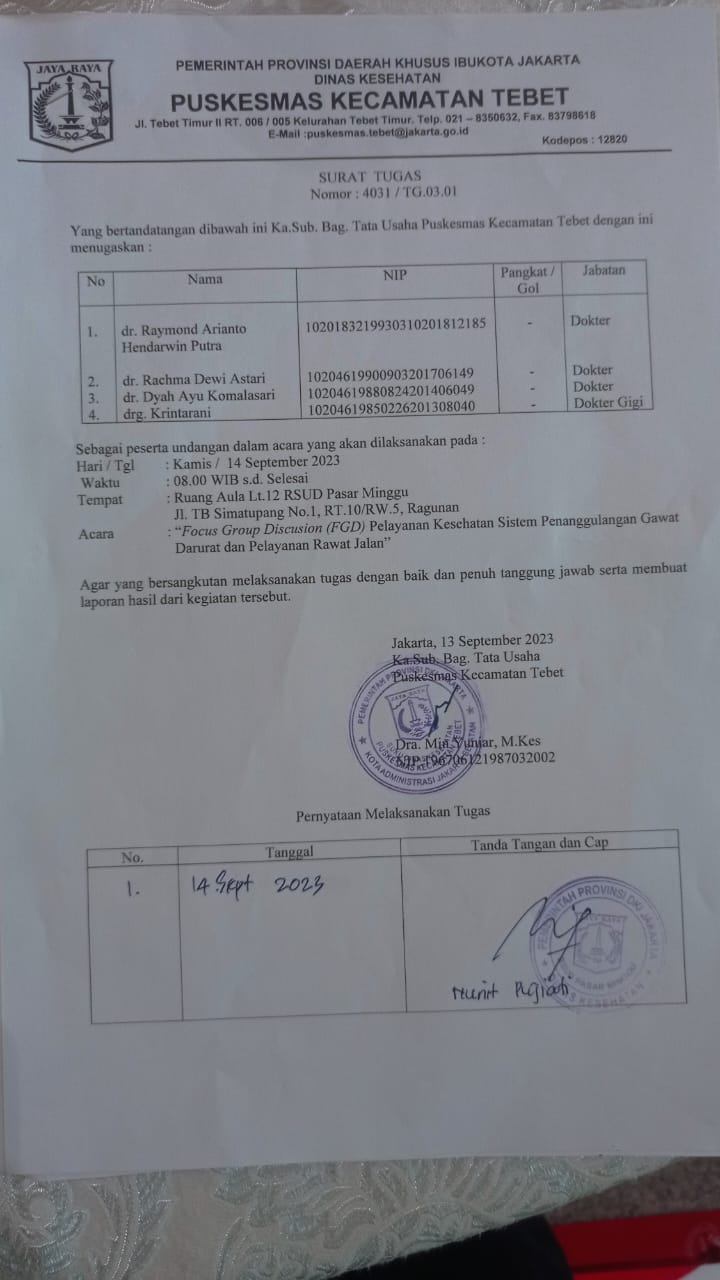 JAYA RAYA
PEMERINTAH PROVINSI DAERAH KHUSUS IBUKOTA JAKARTA
DINAS KESEHATAN
PUSKESMAS KECAMATAN TEBET
Jl. Tebet Timur II RT. 006 / 005 Kelurahan Tebet Timur. Telp. 021 – 8350632, Fax. 83798618
E-Mail :puskesmas.tebet@jakarta.go.id
Kodepos : 12820
SURAT TUGAS
Nomor : 4031 / TG.03.01
Yang bertandatangan dibawah ini Ka.Sub. Bag. Tata Usaha Puskesmas Kecamatan Tebet dengan ini
menugaskan :
No Nama NIP Pangkat / Gol Jabatan
1. dr. Raymond Arianto Hendarwin Putra 1020183219930310201812185 - Dokter
2. dr. Rachma Dewi Astari 10204619900903201706149 - Dokter
3. dr. Dyah Ayu Komalasari 10204619880824201406049 - Dokter
4. drg. Krintarani 10204619850226201308040 - Dokter Gigi
Sebagai peserta undangan dalam acara yang akan dilaksanakan pada :
Hari / Tgl : Kamis / 14 September 2023
Waktu : 08.00 WIB s.d. Selesai
Tempat : Ruang Aula Lt.12 RSUD Pasar Minggu
Jl. TB Simatupang No.1, RT.10/RW.5, Ragunan
Acara : “Focus Group Discusion (FGD) Pelayanan Kesehatan Sistem Penanggulangan Gawat
Darurat dan Pelayanan Rawat Jalan”
Agar yang bersangkutan melaksanakan tugas dengan baik dan penuh tanggung jawab serta membuat
laporan hasil dari kegiatan tersebut.
Jakarta, 13 September 2023
Ka.Sub. Bag. Tata Usaha
Puskesmas Kecamatan Tebet
PEMERINTAH PROVINSI DKI JAKARTA
PUSKESMAS KECAMATAN TEBET
KOTA ADMINISTRASI JAKARTA SELATAN
Dra. Min Yuniar, M.Kes
NIP 196706121987032002
Pernyataan Melaksanakan Tugas
No. Tanggal Tanda Tangan dan Cap
1. 14 Sept 2023
PEMERINTAH PROVINSI DKI JAKARTA
PASAR MINGGU
KESEHATAN